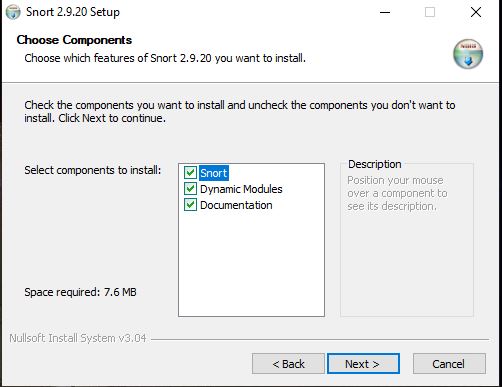 Snort 2.9.20 Setup
Choose Components
Choose which features of Snort 2.9.20 you want to install.
Check the components you want to install and uncheck the components you don't want to
install. Click Next to continue.
Select components to install:
Snort
Dynamic Modules
Documentation
Description
Position your mouse
over a component to
see its description.
Space required: 7.6 MB
Nullsoft Install System v3.04
< Back
Next >
Cancel